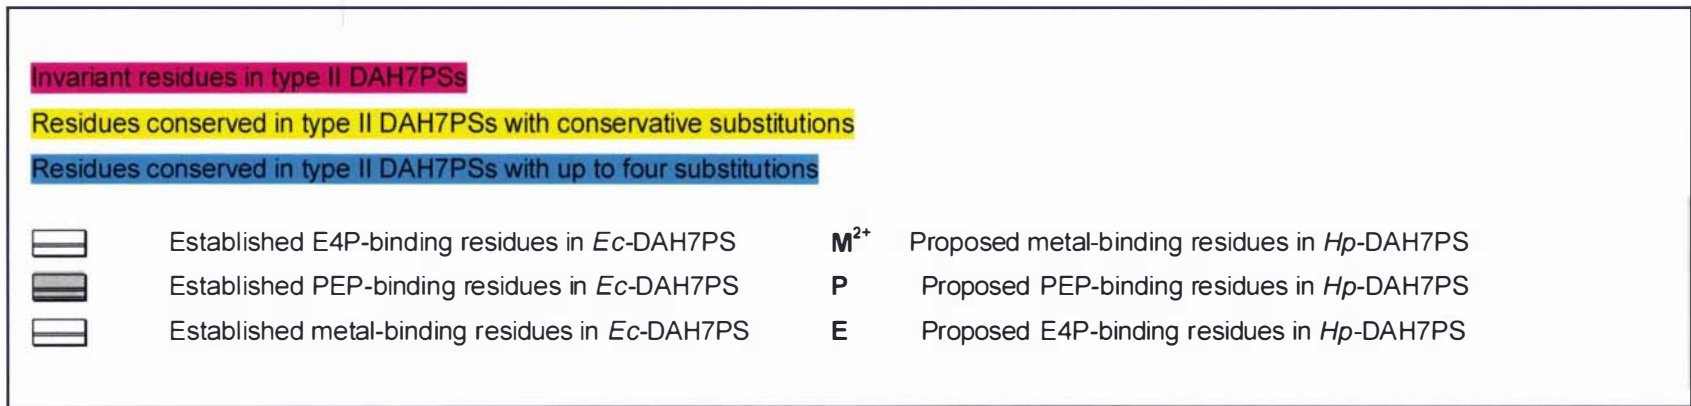 Invariant residues in type II DAH7PSs
Residues conserved in type II DAH7PSs with conservative substitutions
Residues conserved in type II DAH7PSs with up to four substitutions
Established E4P-binding residues in Ec-DAH7PS M²⁺ Proposed metal-binding residues in Hp-DAH7PS
Established PEP-binding residues in Ec-DAH7PS P Proposed PEP-binding residues in Hp-DAH7PS
Established metal-binding residues in Ec-DAH7PS E Proposed E4P-binding residues in Hp-DAH7PS